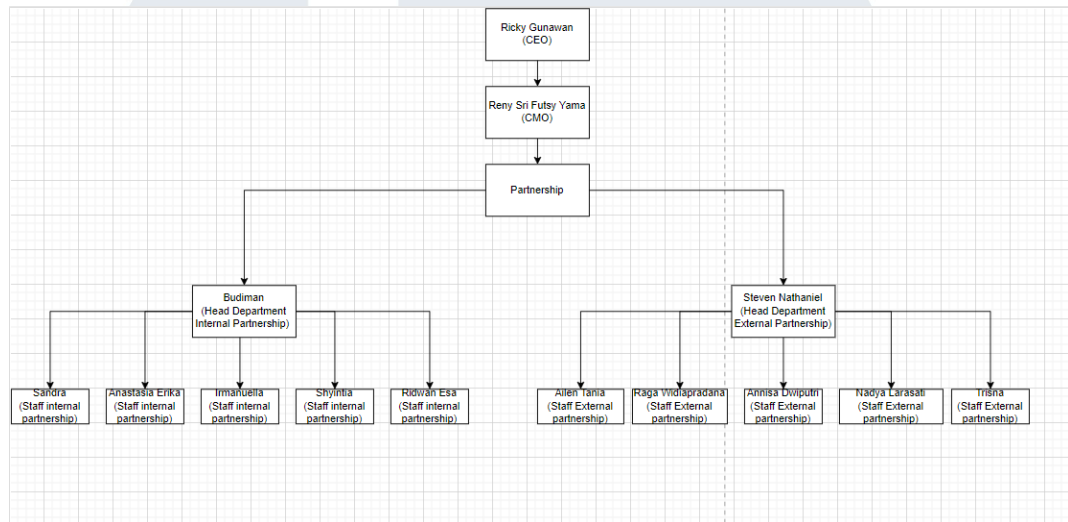 Ricky Gunawan
(CEO)
Reny Sri Futsy Yama
(CMO)
Partnership
Budiman
(Head Department
Internal Partnership)
Steven Nathaniel
(Head Department
External Partnership)
Sandra
(Staff internal
partnership)
Anastasia Erika
(Staff internal
partnership)
Irmanuella
(Staff internal
partnership)
Shyintia
(Staff internal
partnership)
Ridwan Esa
(Staff internal
partnership)
Allen Tania
(Staff External
partnership)
Raga Widiapradana
(Staff External
partnership)
Annisa Dwiputri
(Staff External
partnership)
Nadya Larasati
(Staff External
partnership)
Trisna
(Staff External
partnership)